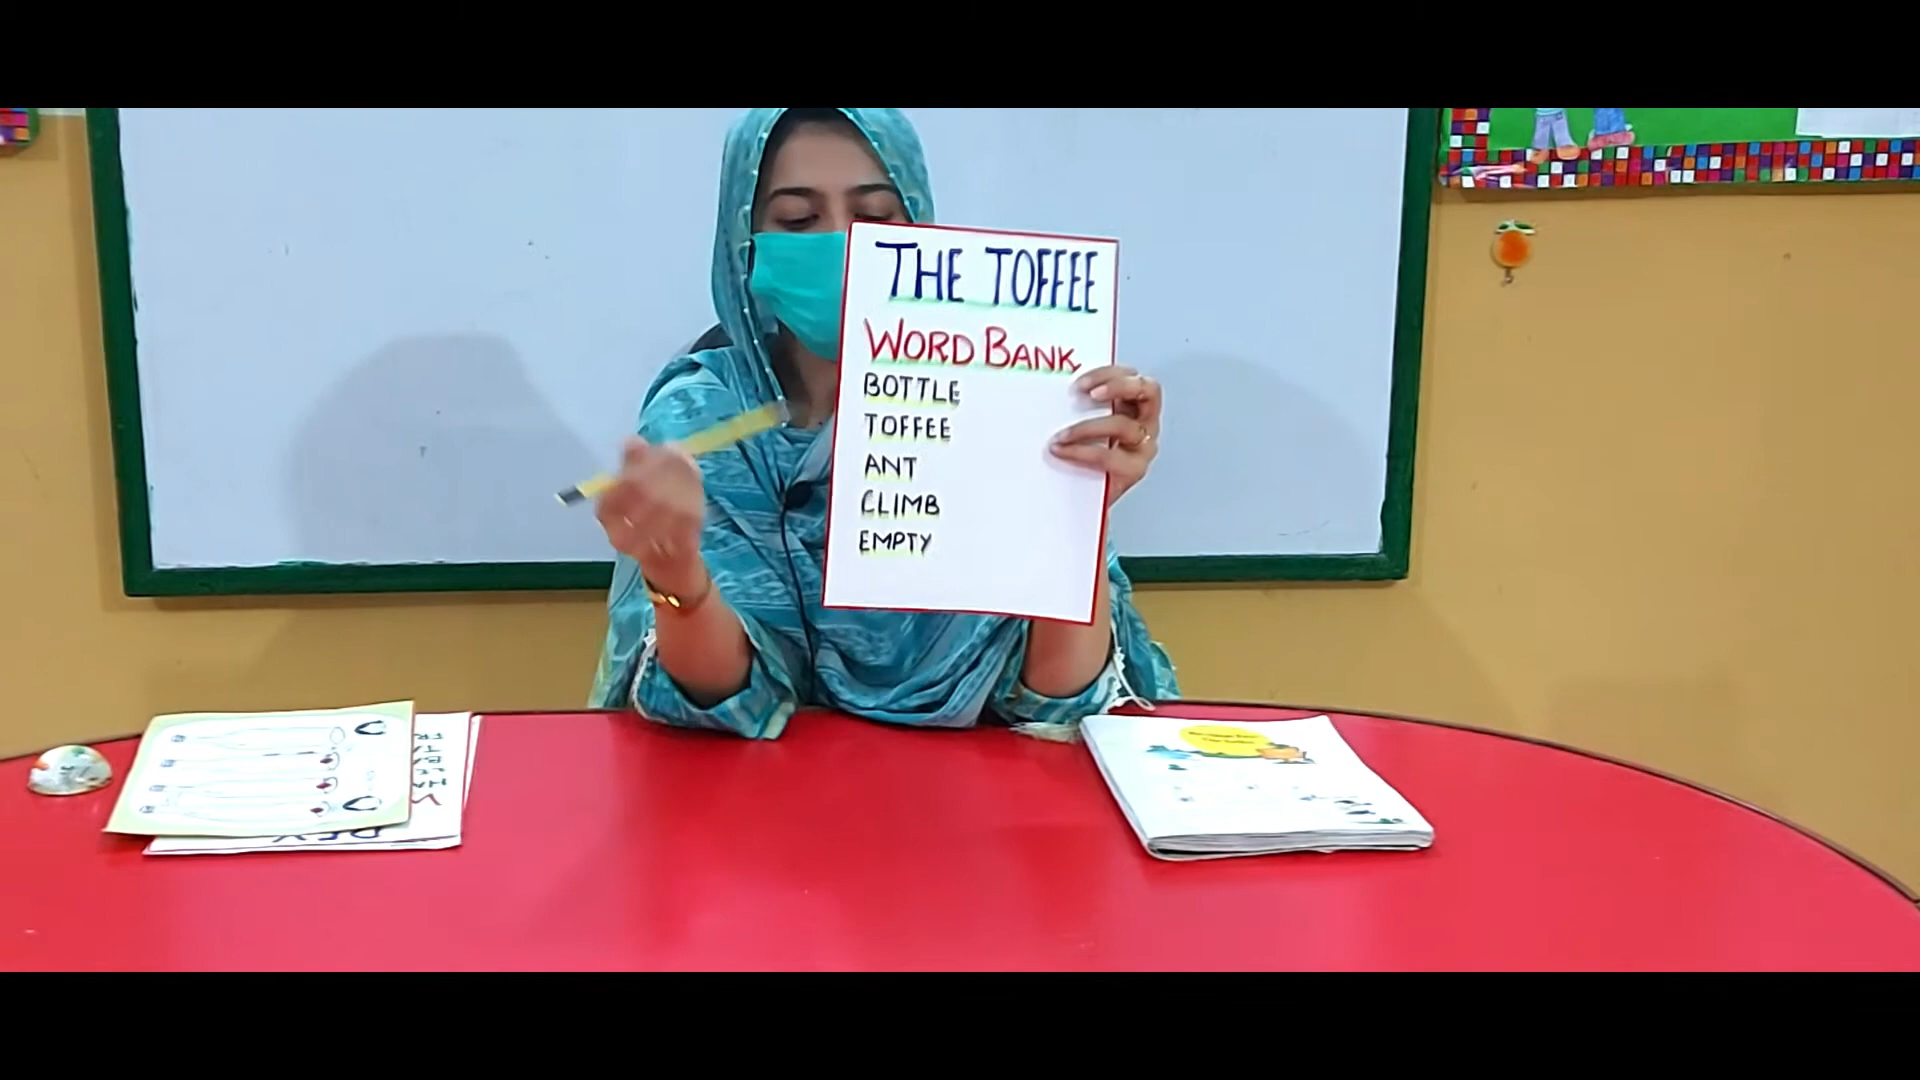 THE TOFFEE
WORD BANK
BOTTLE
TOFFEE
ANT
CLIMB
EMPTY